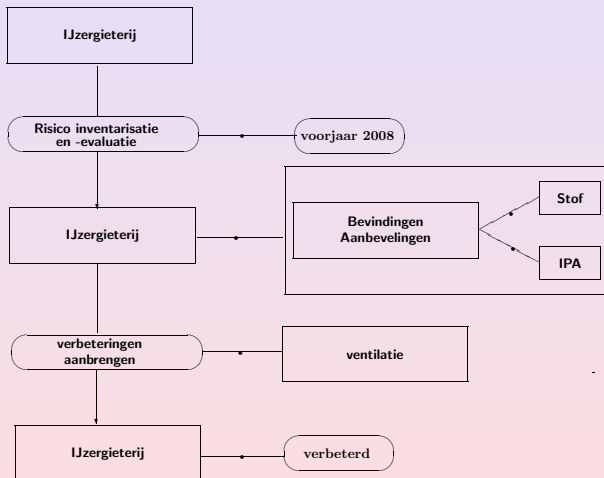 IJzergieterij
Risico inventarisatie
en -evaluatie
voorjaar 2008
IJzergieterij
Bevindingen
Aanbevelingen
Stof
IPA
verbeteringen
aanbrengen
ventilatie
IJzergieterij
verbeterd